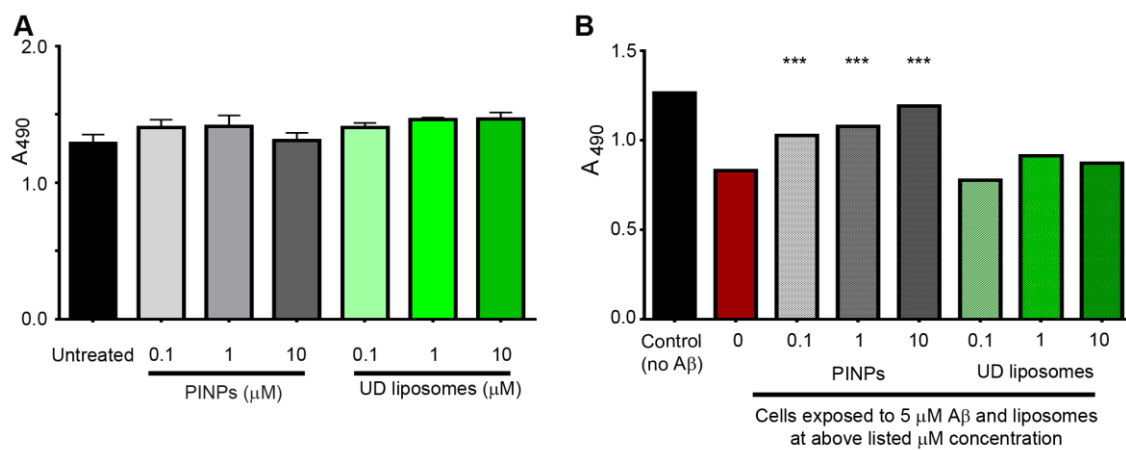 A
2.0
1.0
0.0
A490
Untreated 0.1 1 10 0.1 1 10
PINPs (μM) UD liposomes (μM)
B
1.5
1.0
0.5
0.0
A 490
*** *** ***
Control 0 0.1 1 10 0.1 1 10
(no Aβ)
PINPs UD liposomes
Cells exposed to 5 μM Aβ and liposomes
at above listed μM concentration